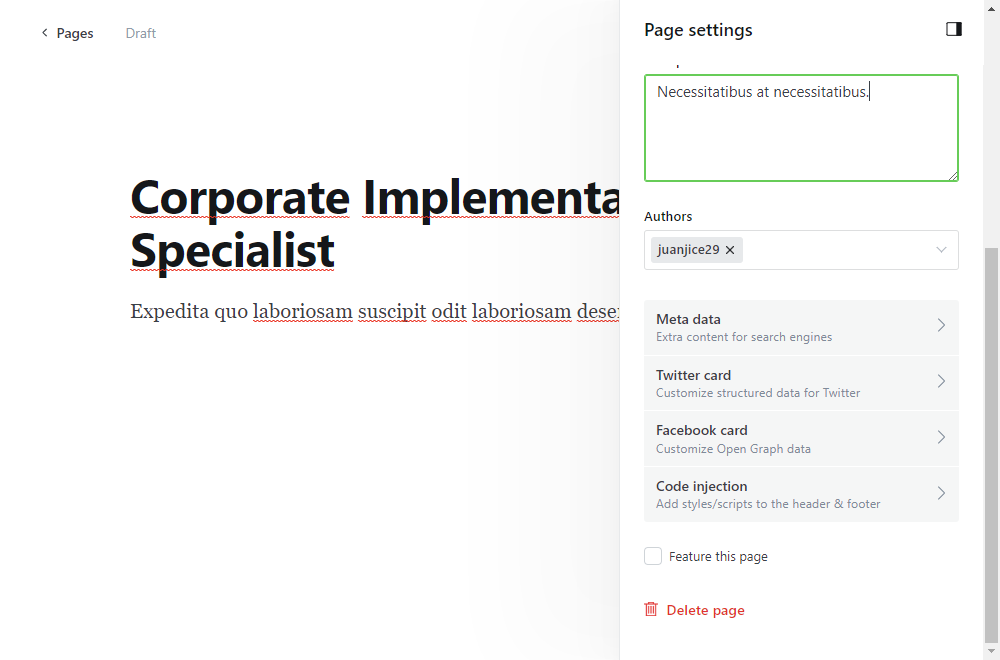 Pages
Draft
Corporate Implementa
Specialist
Expedita quo laboriosam suscipit odit laboriosam deser
Page settings
Necessitatibus at necessitatibus.
Authors
juanjice29
Meta data
Extra content for search engines
Twitter card
Customize structured data for Twitter
Facebook card
Customize Open Graph data
Code injection
Add styles/scripts to the header & footer
Feature this page
Delete page